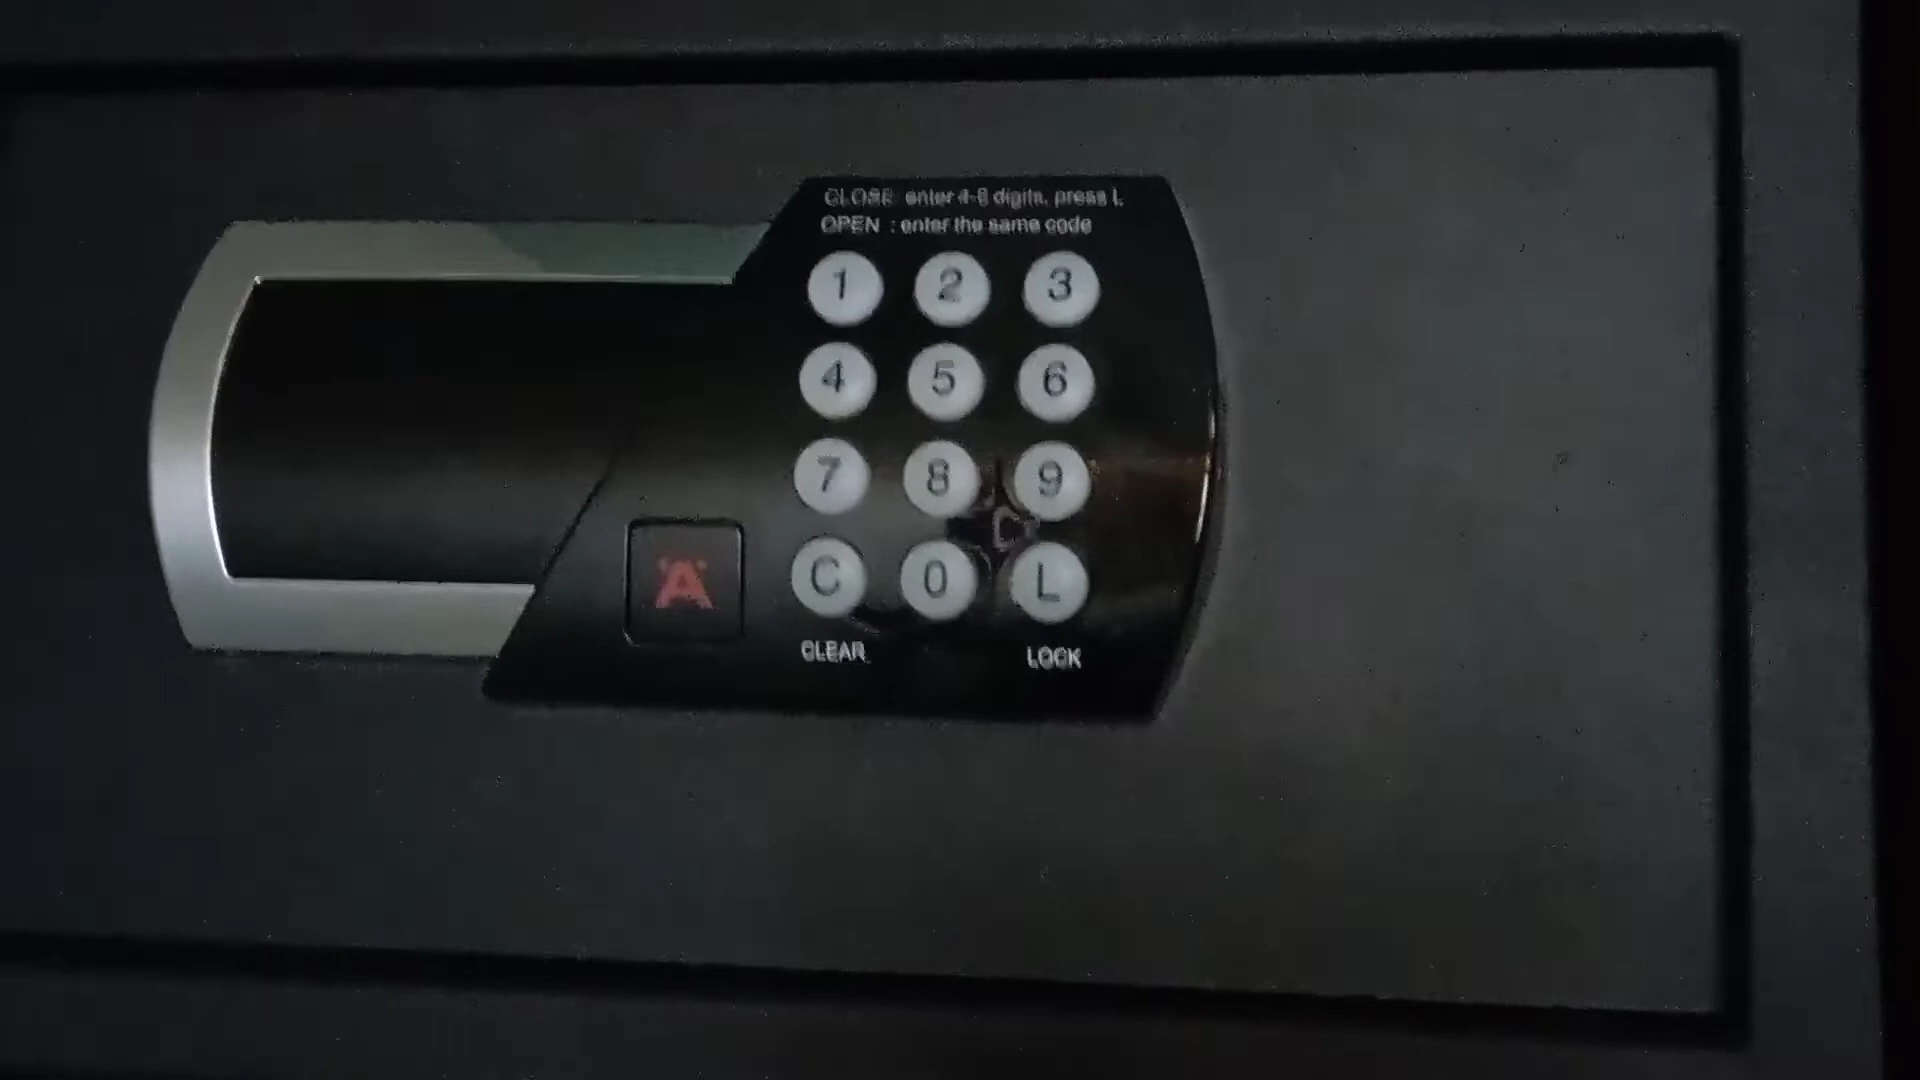 CLOSE: enter 4-6 digits, press L
OPEN : enter the same code
1 2 3
4 5 6
7 8 9
A
C 0 L
CLEAR LOCK